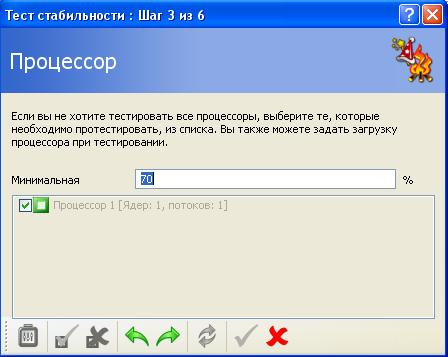 Тест стабильности : Шаг 3 из 6
Процессор
Если вы не хотите тестировать все процессоры, выберите те, которые
необходимо протестировать, из списка. Вы также можете задать загрузку
процессора при тестировании.
Минимальная 70 %
Процессор 1 [Ядер: 1, потоков: 1]